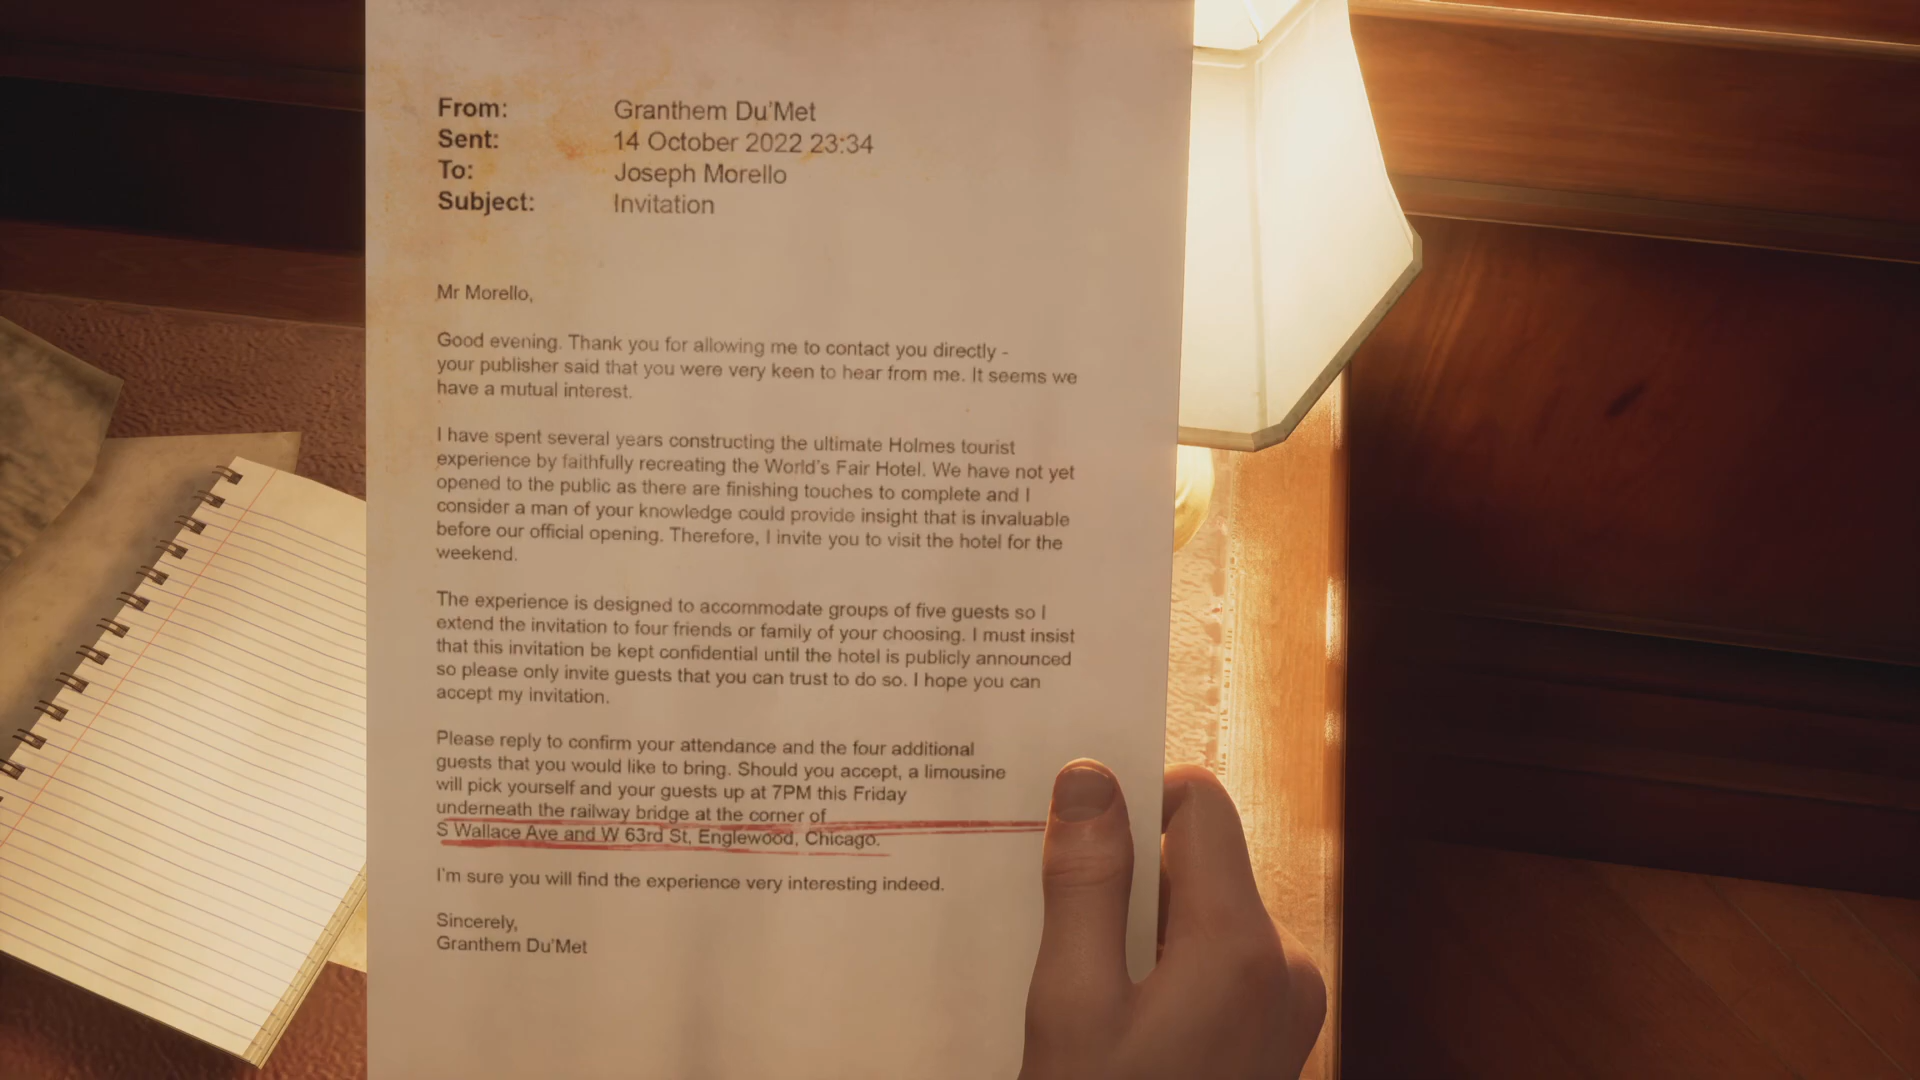 From: Granthem Du'Met
Sent: 14 October 2022 23:34
To: Joseph Morello
Subject: Invitation
Mr Morello,
Good evening. Thank you for allowing me to contact you directly -
your publisher said that you were very keen to hear from me. It seems we
have a mutual interest.
I have spent several years constructing the ultimate Holmes tourist
experience by faithfully recreating the World's Fair Hotel. We have not yet
opened to the public as there are finishing touches to complete and I
consider a man of your knowledge could provide insight that is invaluable
before our official opening. Therefore, I invite you to visit the hotel for the
weekend.
The experience is designed to accommodate groups of five guests so I
extend the invitation to four friends or family of your choosing. I must insist
that this invitation be kept confidential until the hotel is publicly announced
so please only invite guests that you can trust to do so. I hope you can
accept my invitation.
Please reply to confirm your attendance and the four additional
guests that you would like to bring. Should you accept, a limousine
will pick yourself and your guests up at 7PM this Friday
underneath the railway bridge at the corner of
S Wallace Ave and W 63rd St, Englewood, Chicago.
I'm sure you will find the experience very interesting indeed.
Sincerely,
Granthem Du'Met